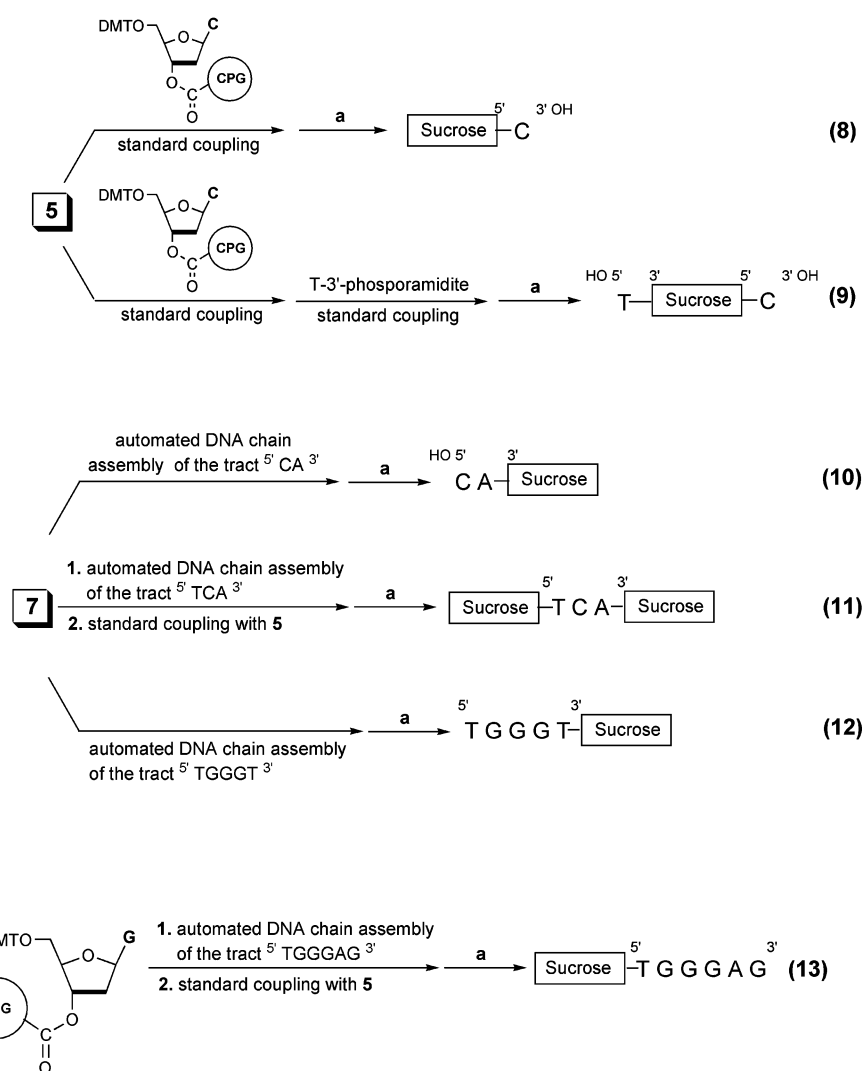 DMTO
O
C
O
C
O
CPG
a
standard coupling
Sucrose
5'
C
3' OH
(8)
5
DMTO
O
C
O
C
O
CPG
standard coupling
T-3'-phosporamidite
standard coupling
a
HO 5'
T
3'
Sucrose
5'
C
3' OH
(9)
automated DNA chain
assembly of the tract 5' CA 3'
a
HO 5'
3'
C A
Sucrose
(10)
7
1. automated DNA chain assembly
of the tract 5' TCA 3'
2. standard coupling with 5
a
Sucrose
5'
T C A
3'
Sucrose
(11)
automated DNA chain assembly
of the tract 5' TGGGT 3'
a
5'
3'
T G G G T
Sucrose
(12)
MTO
O
G
O
C
O
G
1. automated DNA chain assembly
of the tract 5' TGGGAG 3'
2. standard coupling with 5
a
Sucrose
5'
T G G G A G
3'
(13)